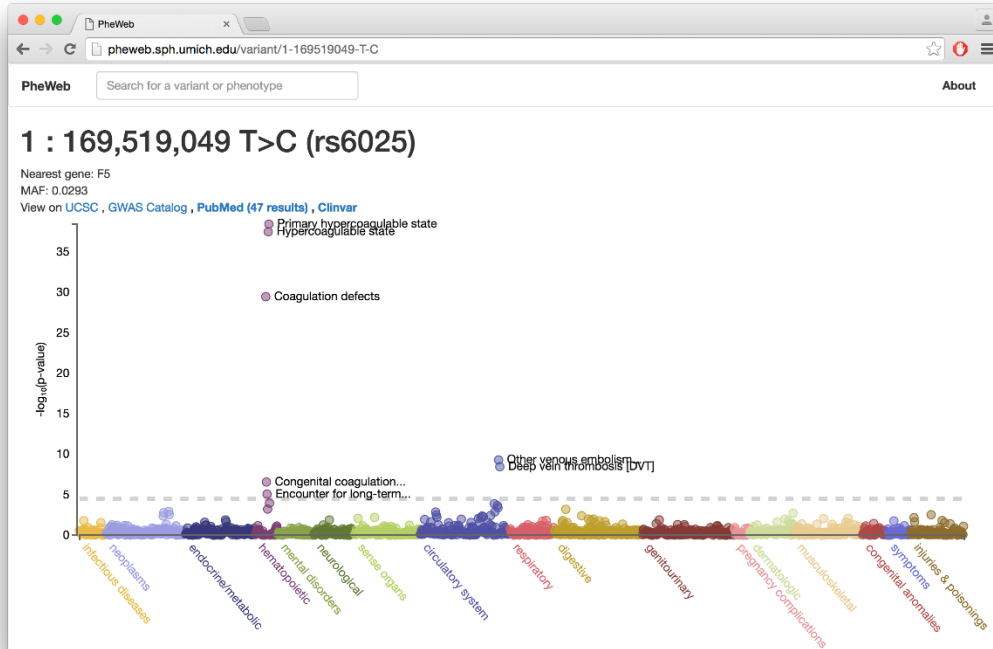 PheWeb
pheweb.sph.umich.edu/variant/1-169519049-T-C
PheWeb
Search for a variant or phenotype
About
1 : 169,519,049 T>C (rs6025)
Nearest gene: F5
MAF: 0.0293
View on UCSC , GWAS Catalog , PubMed (47 results) , Clinvar
Primary hypercoagulable state
Hypercoagulable state
35
30
Coagulation defects
25
20
-log10(p-value)
15
10
Other venous embolism...
Deep vein thrombosis [DVT]
Congenital coagulation...
5
Encounter for long-term...
0
infectious diseases
neoplasms
endocrine/metabolic
hematopoietic
mental disorders
neurological
sense organs
circulatory system
respiratory
digestive
genitourinary
pregnancy complications
dermatologic
musculoskeletal
congenital anomalies
symptoms
injuries & poisonings